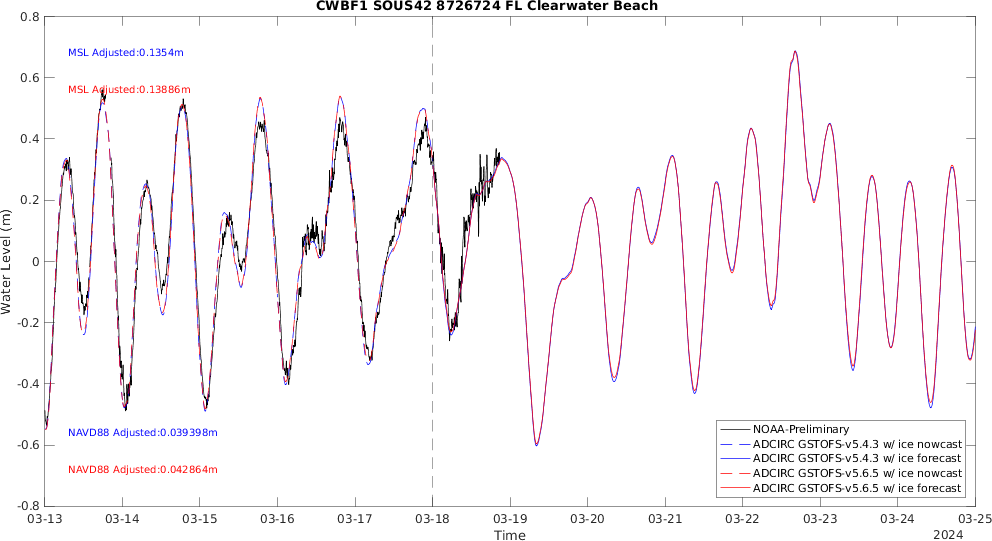 CWBF1 SOUS42 8726724 FL Clearwater Beach
0.8
0.6
0.4
0.2
0
-0.2
-0.4
-0.6
-0.8
Water Level (m)
MSL Adjusted:0.1354m
MSL Adjusted:0.13886m
NAVD88 Adjusted:0.039398m
NAVD88 Adjusted:0.042864m
NOAA-Preliminary
ADCIRC GSTOFS-v5.4.3 w/ ice nowcast
ADCIRC GSTOFS-v5.4.3 w/ ice forecast
ADCIRC GSTOFS-v5.6.5 w/ ice nowcast
ADCIRC GSTOFS-v5.6.5 w/ ice forecast
03-13 03-14 03-15 03-16 03-17 03-18 03-19 03-20 03-21 03-22 03-23 03-24 03-25
Time
2024